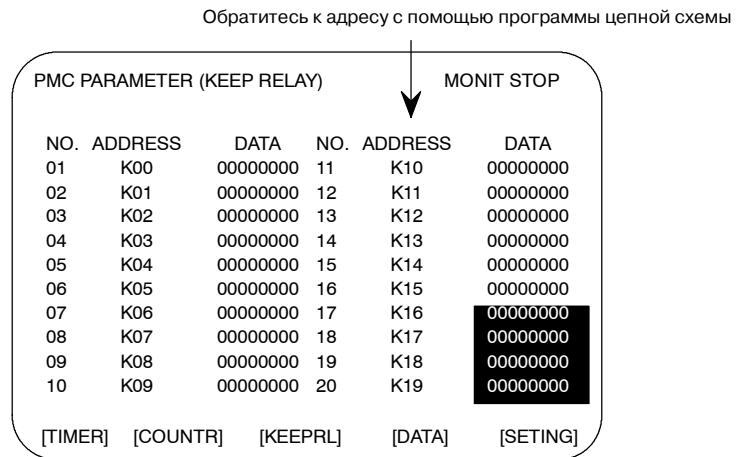 Обратитесь к адресу с помощью программы цепной схемы
PMC PARAMETER (KEEP RELAY) MONIT STOP
NO. ADDRESS DATA NO. ADDRESS DATA
01 K00 00000000 11 K10 00000000
02 K01 00000000 12 K11 00000000
03 K02 00000000 13 K12 00000000
04 K03 00000000 14 K13 00000000
05 K04 00000000 15 K14 00000000
06 K05 00000000 16 K15 00000000
07 K06 00000000 17 K16 00000000
08 K07 00000000 18 K17 00000000
09 K08 00000000 19 K18 00000000
10 K09 00000000 20 K19 00000000
[TIMER] [COUNTR] [KEEPRL] [DATA] [SETING]